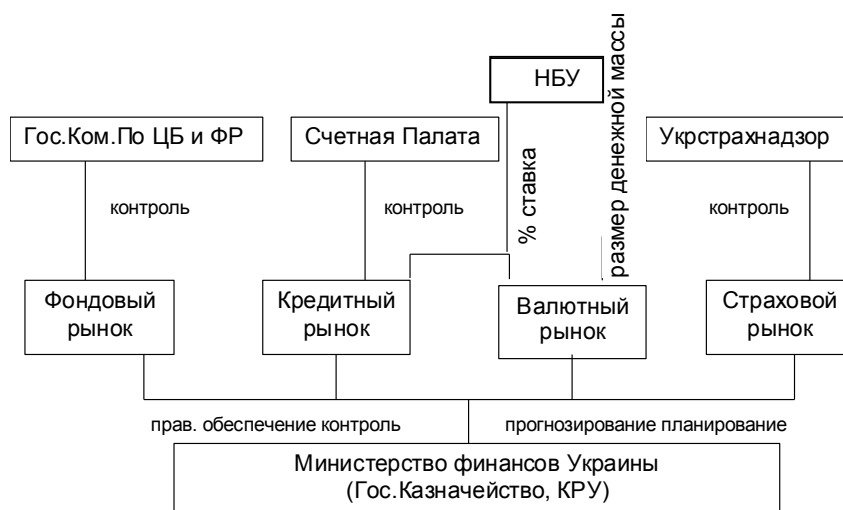 НБУ
размер денежной массы
Гос.Ком.По ЦБ и ФР
Счетная Палата
Укрстрахнадзор
% ставка
контроль
контроль
контроль
Фондовый
рынок
Кредитный
рынок
Валютный
рынок
Страховой
рынок
прав. обеспечение контроль
прогнозирование планирование
Министерство финансов Украины
(Гос.Казначейство, КРУ)